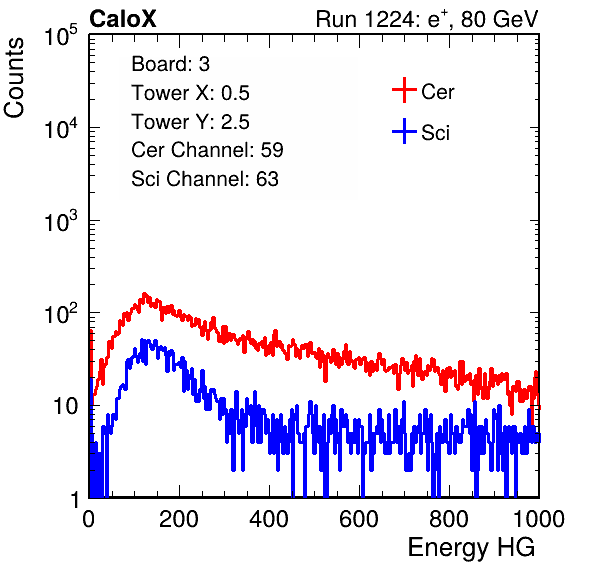 CaloX Run 1224: e⁺, 80 GeV
Counts
Board: 3
Tower X: 0.5
Tower Y: 2.5
Cer Channel: 59
Sci Channel: 63
Cer
Sci
10⁵
10⁴
10³
10²
10
1
0 200 400 600 800 1000
Energy HG